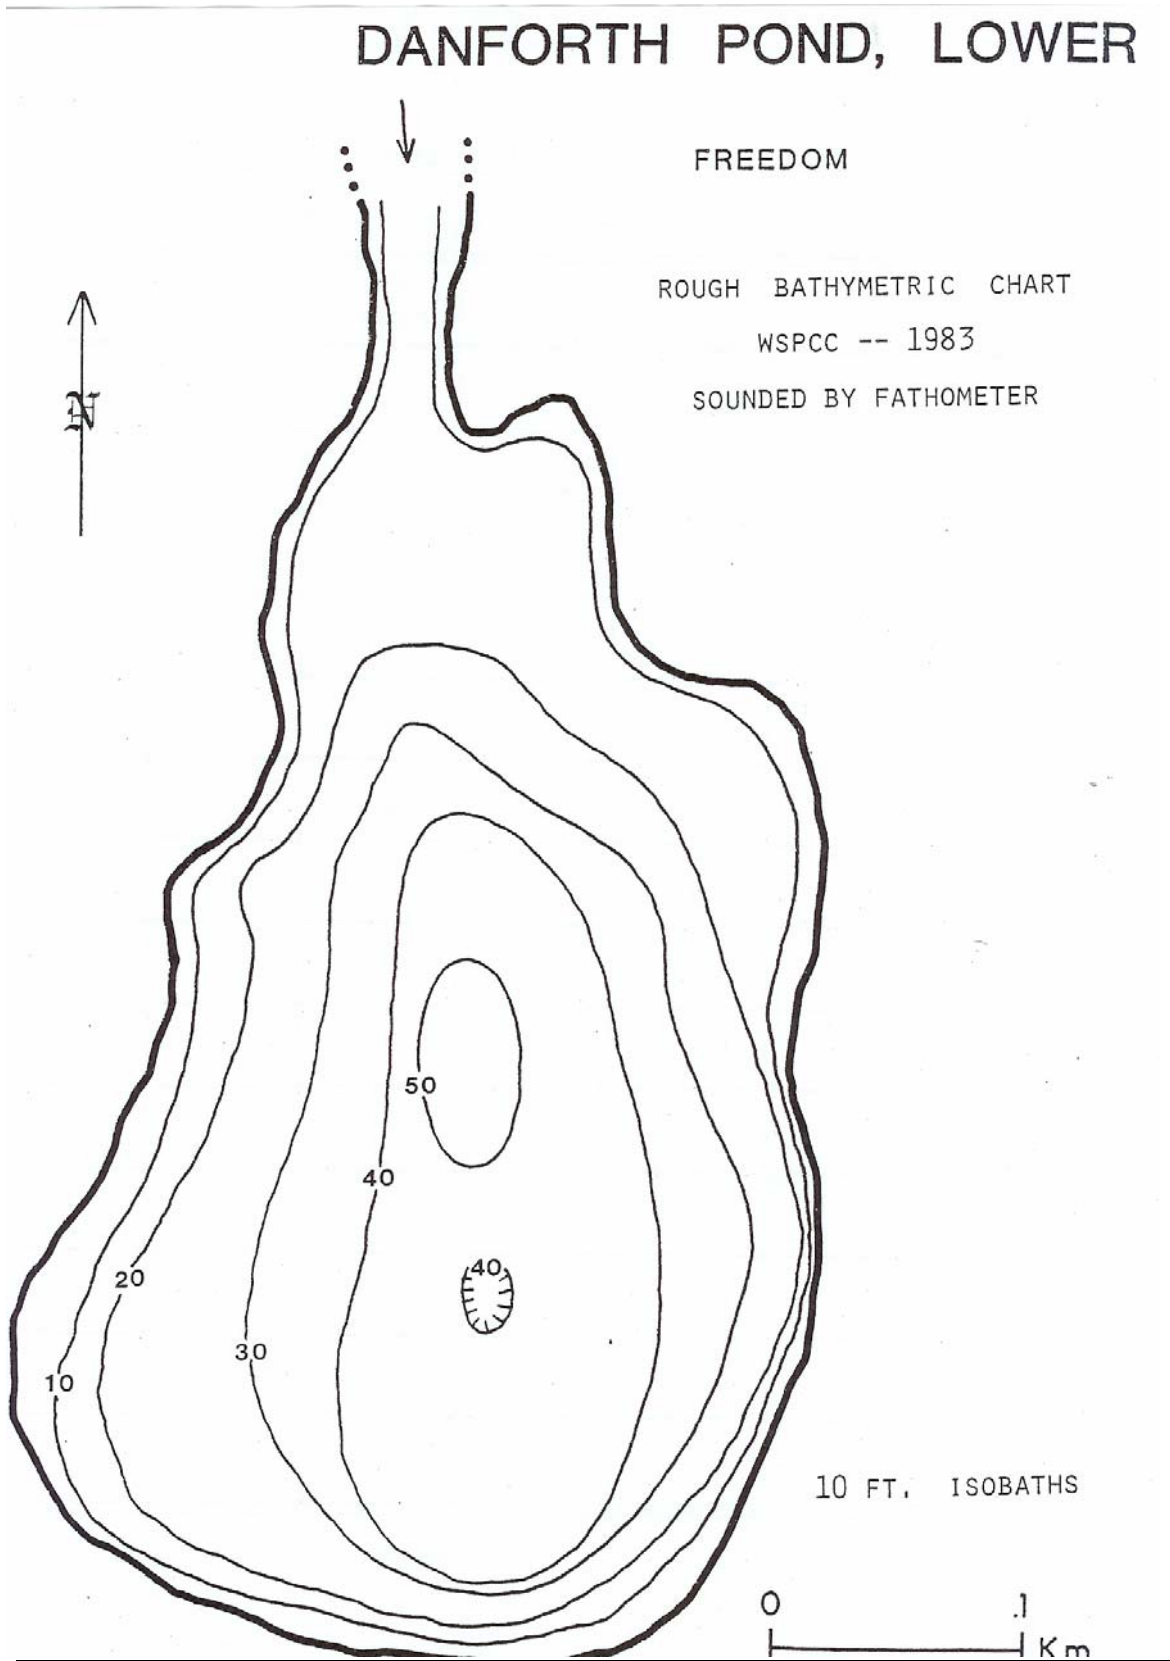 DANFORTH POND, LOWER
FREEDOM
ROUGH BATHYMETRIC CHART
WSPCC -- 1983
SOUNDED BY FATHOMETER
N
50
40
40
20
30
10
10 FT. ISOBATHS
0 .1
Km